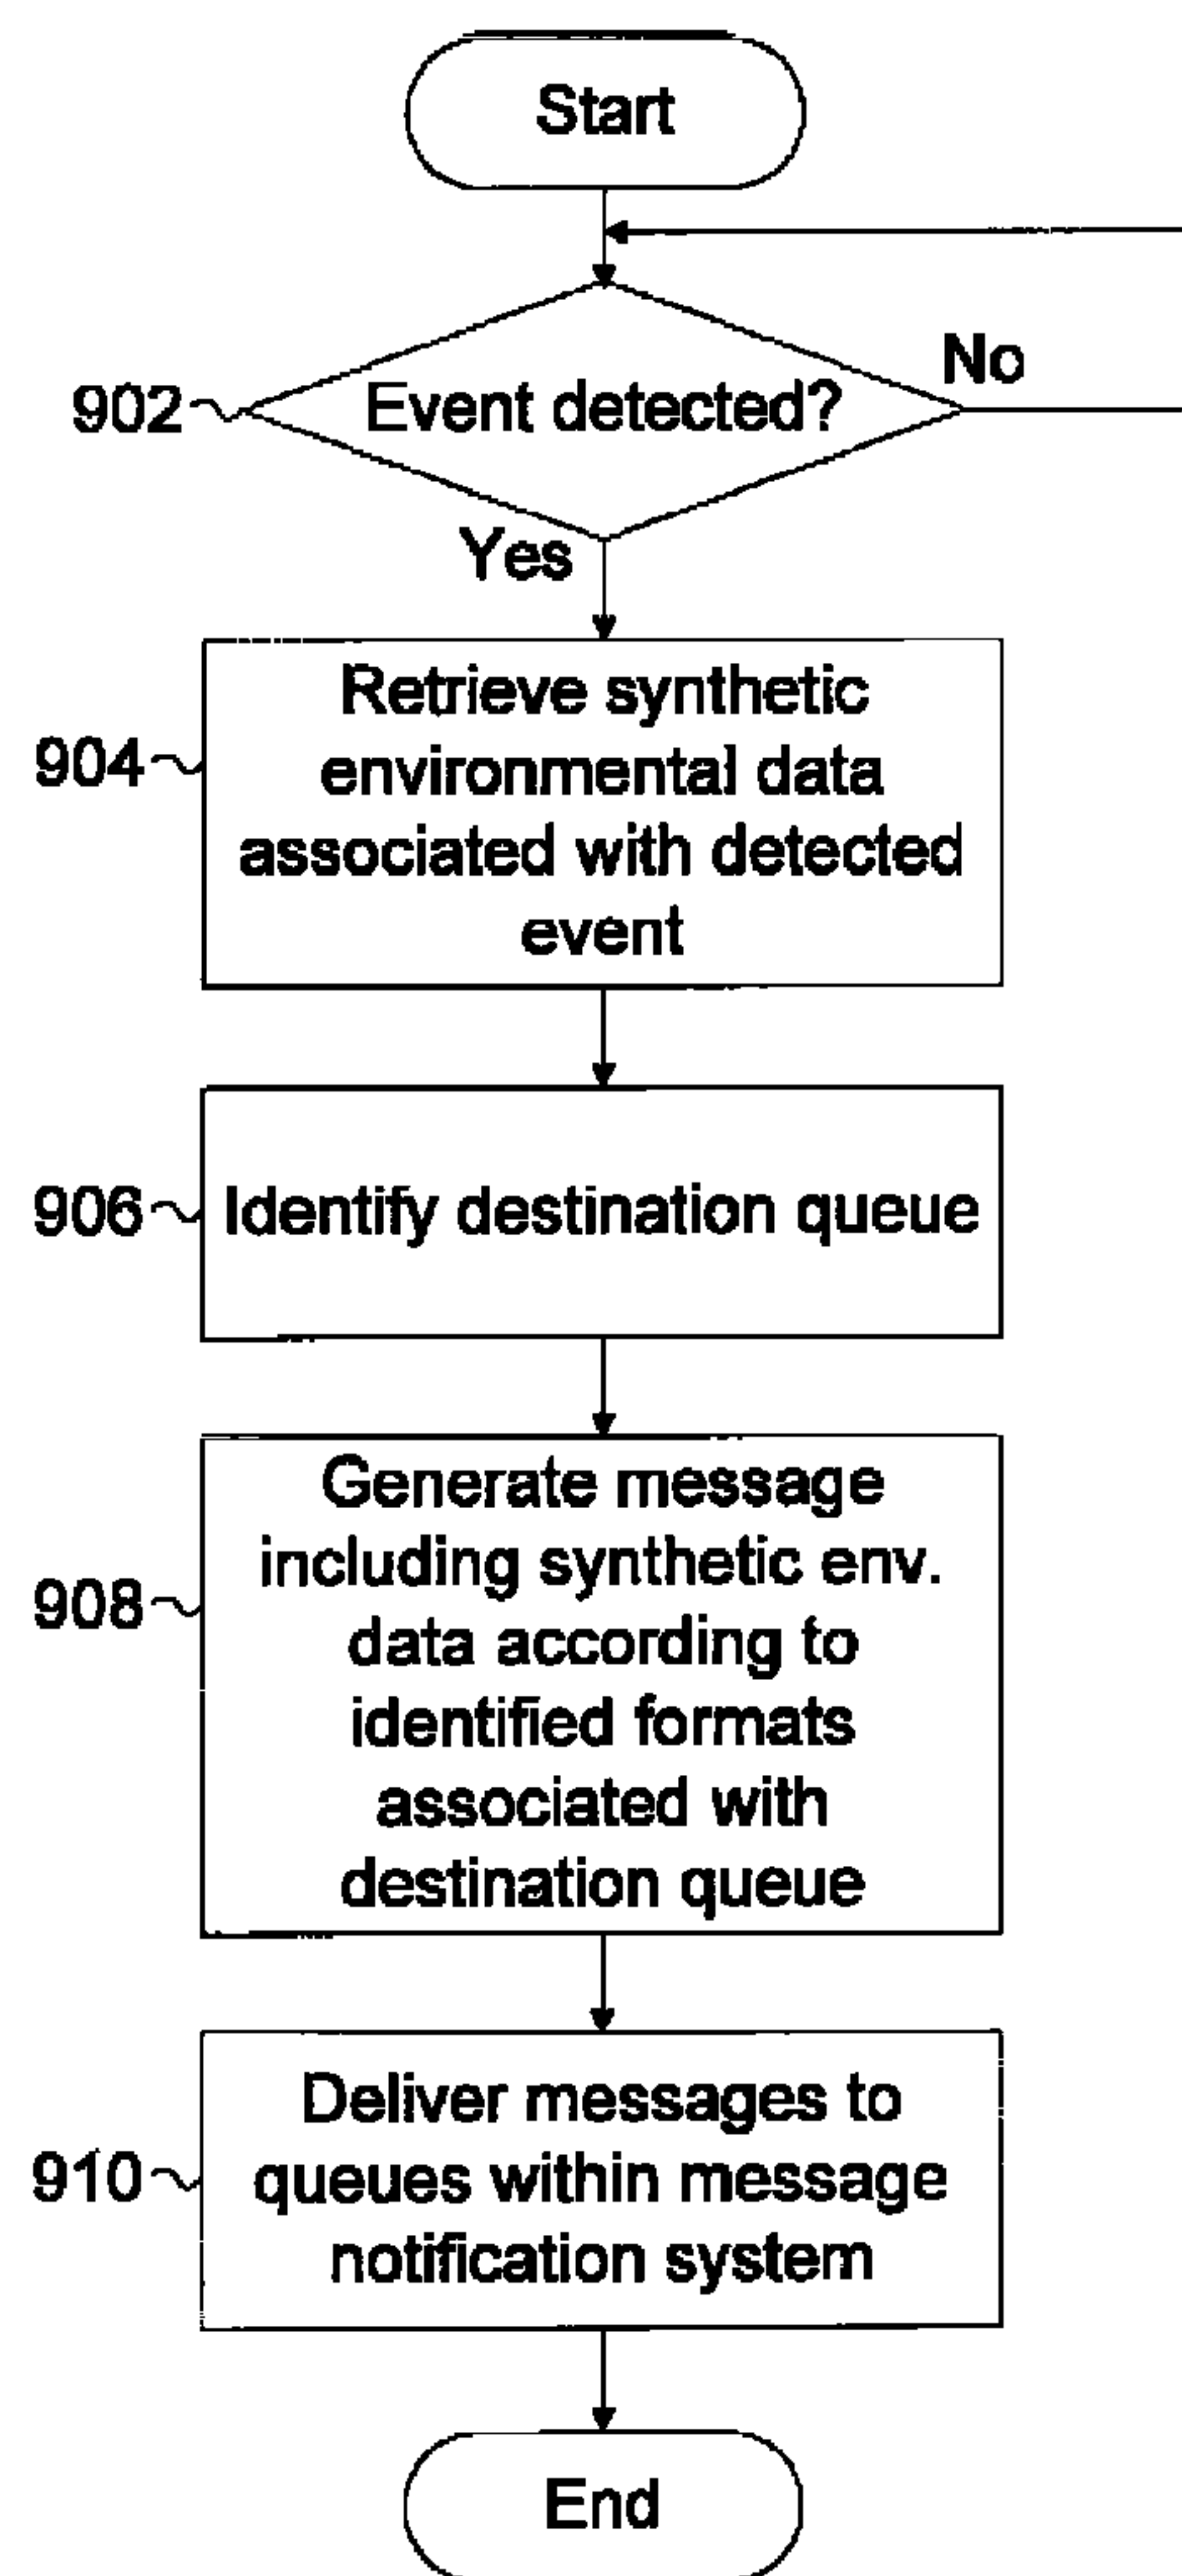 Start
No
902
Event detected?
Yes
904
Retrieve synthetic
environmental data
associated with detected
event
906
Identify destination queue
908
Generate message
including synthetic env.
data according to
identified formats
associated with
destination queue
910
Deliver messages to
queues within message
notification system
End